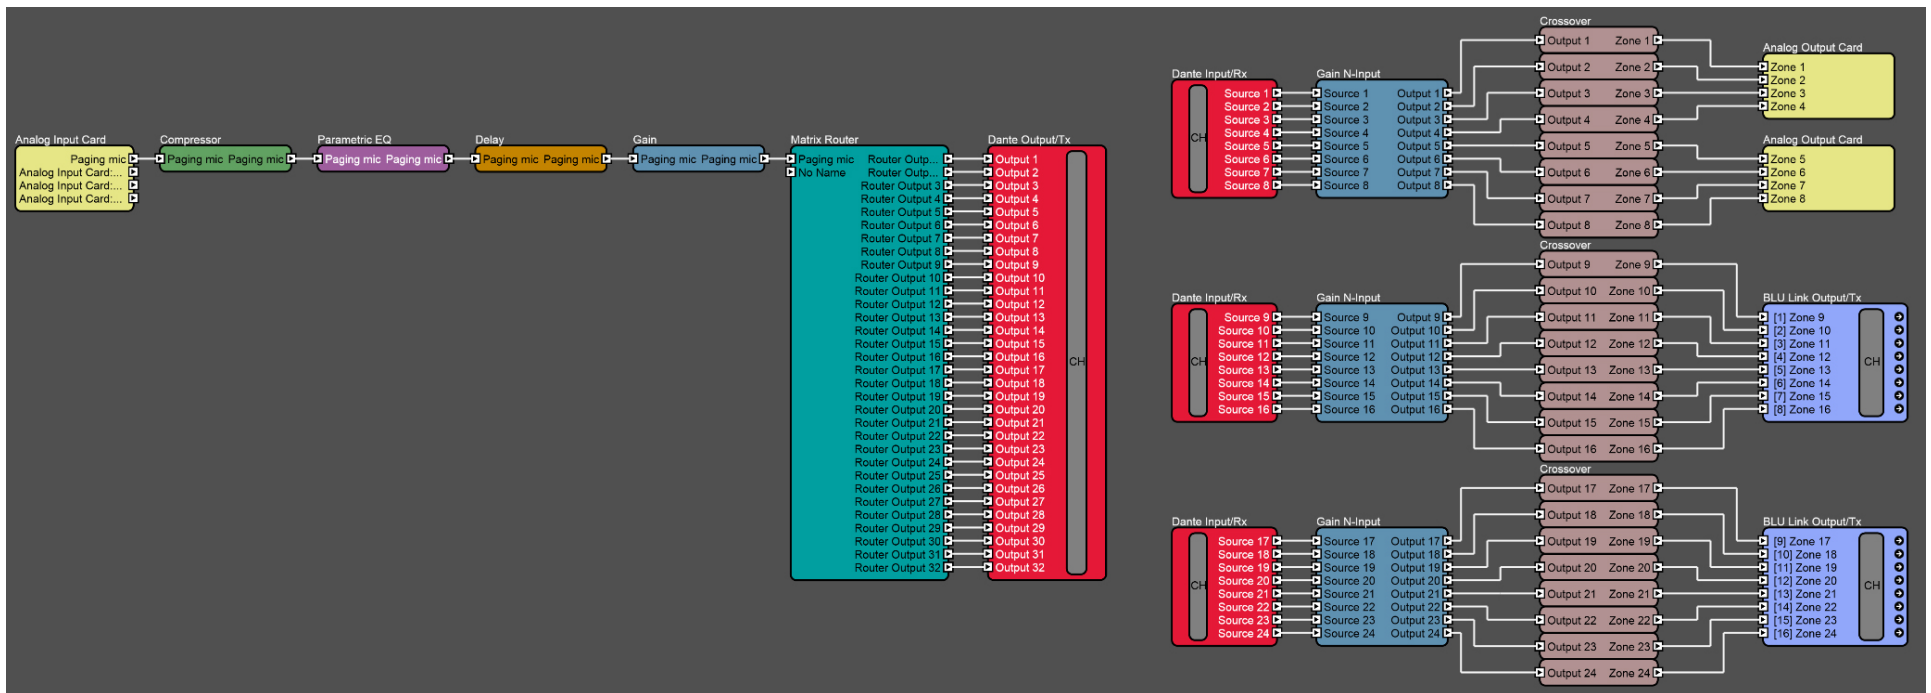 Analog Input Card
Paging mic
Analog Input Card:...
Analog Input Card:...
Analog Input Card:...
Compressor
Paging mic Paging mic
Parametric EQ
Paging mic Paging mic
Delay
Paging mic Paging mic
Gain
Paging mic Paging mic
Matrix Router
Paging mic Router Outp...
No Name Router Outp...
Router Output 3
Router Output 4
Router Output 5
Router Output 6
Router Output 7
Router Output 8
Router Output 9
Router Output 10
Router Output 11
Router Output 12
Router Output 13
Router Output 14
Router Output 15
Router Output 16
Router Output 17
Router Output 18
Router Output 19
Router Output 20
Router Output 21
Router Output 22
Router Output 23
Router Output 24
Router Output 25
Router Output 26
Router Output 27
Router Output 28
Router Output 29
Router Output 30
Router Output 31
Router Output 32
Dante Output/Tx
Output 1
Output 2
Output 3
Output 4
Output 5
Output 6
Output 7
Output 8
Output 9
Output 10
Output 11
Output 12
Output 13
Output 14
Output 15
Output 16
Output 17
Output 18
Output 19
Output 20
Output 21
Output 22
Output 23
Output 24
Output 25
Output 26
Output 27
Output 28
Output 29
Output 30
Output 31
Output 32
CH
Dante Input/Rx
CH
Source 1
Source 2
Source 3
Source 4
Source 5
Source 6
Source 7
Source 8
Gain N-Input
Source 1 Output 1
Source 2 Output 2
Source 3 Output 3
Source 4 Output 4
Source 5 Output 5
Source 6 Output 6
Source 7 Output 7
Source 8 Output 8
Crossover
Output 1 Zone 1
Output 2 Zone 2
Output 3 Zone 3
Output 4 Zone 4
Output 5 Zone 5
Output 6 Zone 6
Output 7 Zone 7
Output 8 Zone 8
Analog Output Card
Zone 1
Zone 2
Zone 3
Zone 4
Analog Output Card
Zone 5
Zone 6
Zone 7
Zone 8
Dante Input/Rx
CH
Source 9
Source 10
Source 11
Source 12
Source 13
Source 14
Source 15
Source 16
Gain N-Input
Source 9 Output 9
Source 10 Output 10
Source 11 Output 11
Source 12 Output 12
Source 13 Output 13
Source 14 Output 14
Source 15 Output 15
Source 16 Output 16
Crossover
Output 9 Zone 9
Output 10 Zone 10
Output 11 Zone 11
Output 12 Zone 12
Output 13 Zone 13
Output 14 Zone 14
Output 15 Zone 15
Output 16 Zone 16
BLU Link Output/Tx
[1] Zone 9
[2] Zone 10
[3] Zone 11
[4] Zone 12
[5] Zone 13
[6] Zone 14
[7] Zone 15
[8] Zone 16
CH
Dante Input/Rx
CH
Source 17
Source 18
Source 19
Source 20
Source 21
Source 22
Source 23
Source 24
Gain N-Input
Source 17 Output 17
Source 18 Output 18
Source 19 Output 19
Source 20 Output 20
Source 21 Output 21
Source 22 Output 22
Source 23 Output 23
Source 24 Output 24
Crossover
Output 17 Zone 17
Output 18 Zone 18
Output 19 Zone 19
Output 20 Zone 20
Output 21 Zone 21
Output 22 Zone 22
Output 23 Zone 23
Output 24 Zone 24
BLU Link Output/Tx
[9] Zone 17
[10] Zone 18
[11] Zone 19
[12] Zone 20
[13] Zone 21
[14] Zone 22
[15] Zone 23
[16] Zone 24
CH